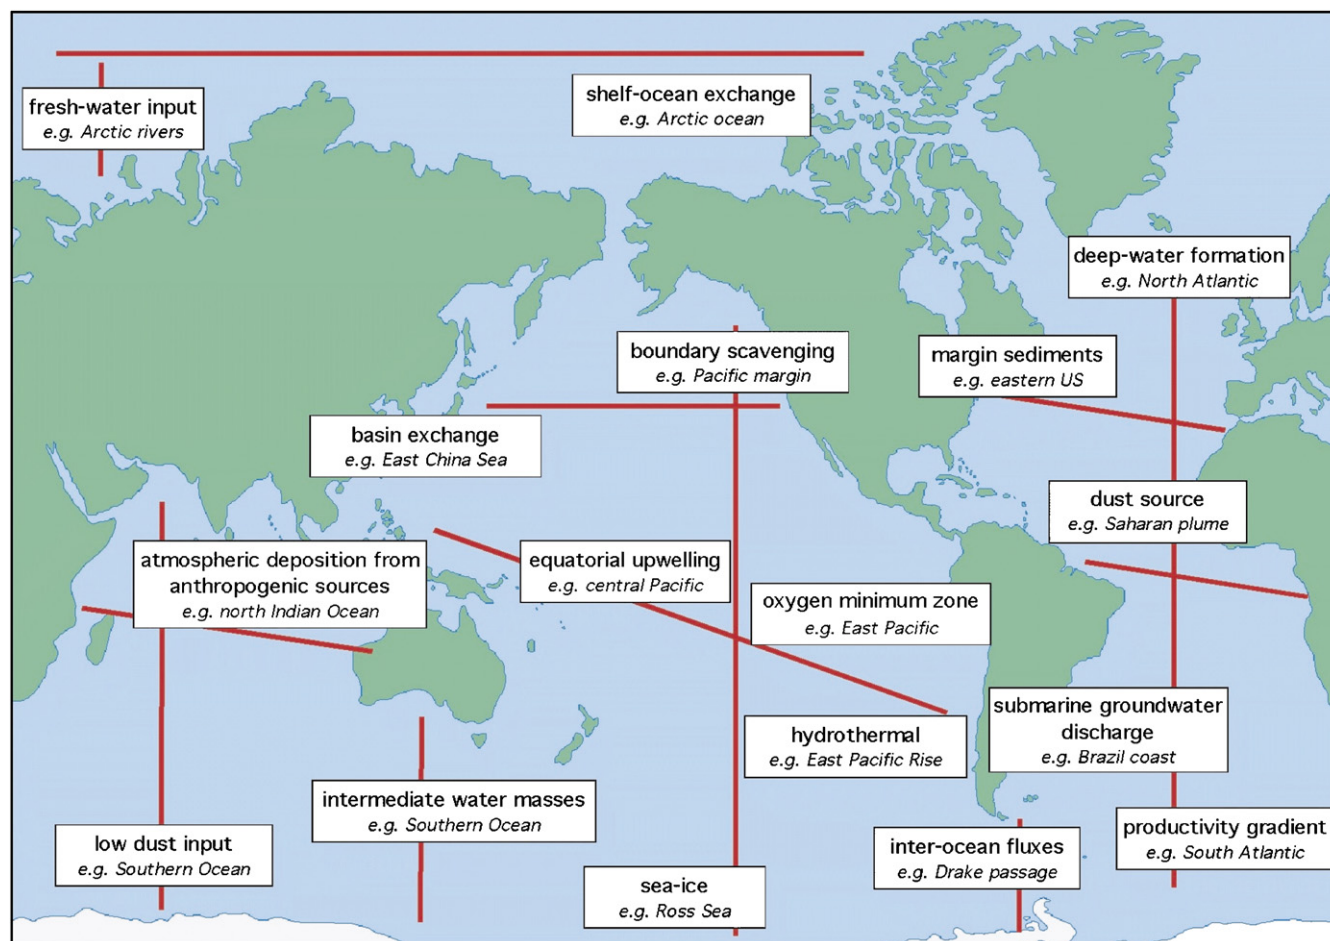 fresh-water input
e.g. Arctic rivers
shelf-ocean exchange
e.g. Arctic ocean
deep-water formation
e.g. North Atlantic
boundary scavenging
e.g. Pacific margin
margin sediments
e.g. eastern US
basin exchange
e.g. East China Sea
dust source
e.g. Saharan plume
atmospheric deposition from
anthropogenic sources
e.g. north Indian Ocean
equatorial upwelling
e.g. central Pacific
oxygen minimum zone
e.g. East Pacific
submarine groundwater
discharge
e.g. Brazil coast
hydrothermal
e.g. East Pacific Rise
intermediate water masses
e.g. Southern Ocean
low dust input
e.g. Southern Ocean
productivity gradient
e.g. South Atlantic
inter-ocean fluxes
e.g. Drake passage
sea-ice
e.g. Ross Sea